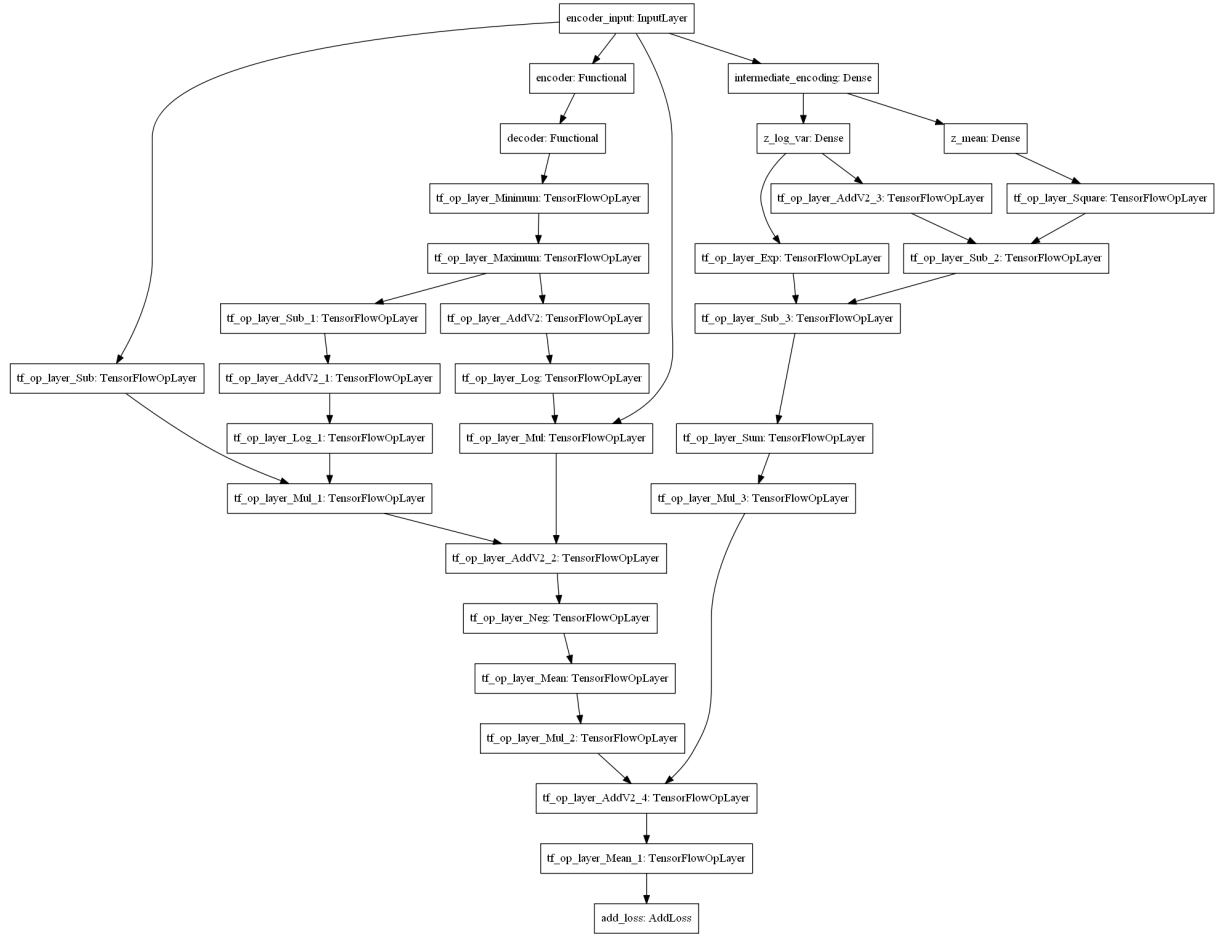 encoder_input: InputLayer
encoder: Functional
intermediate_encoding: Dense
decoder: Functional
z_log_var: Dense
z_mean: Dense
tf_op_layer_Minimum: TensorFlowOpLayer
tf_op_layer_AddV2_3: TensorFlowOpLayer
tf_op_layer_Square: TensorFlowOpLayer
tf_op_layer_Maximum: TensorFlowOpLayer
tf_op_layer_Exp: TensorFlowOpLayer
tf_op_layer_Sub_2: TensorFlowOpLayer
tf_op_layer_Sub_1: TensorFlowOpLayer
tf_op_layer_AddV2: TensorFlowOpLayer
tf_op_layer_Sub_3: TensorFlowOpLayer
tf_op_layer_Sub: TensorFlowOpLayer
tf_op_layer_AddV2_1: TensorFlowOpLayer
tf_op_layer_Log: TensorFlowOpLayer
tf_op_layer_Log_1: TensorFlowOpLayer
tf_op_layer_Mul: TensorFlowOpLayer
tf_op_layer_Sum: TensorFlowOpLayer
tf_op_layer_Mul_1: TensorFlowOpLayer
tf_op_layer_Mul_3: TensorFlowOpLayer
tf_op_layer_AddV2_2: TensorFlowOpLayer
tf_op_layer_Neg: TensorFlowOpLayer
tf_op_layer_Mean: TensorFlowOpLayer
tf_op_layer_Mul_2: TensorFlowOpLayer
tf_op_layer_AddV2_4: TensorFlowOpLayer
tf_op_layer_Mean_1: TensorFlowOpLayer
add_loss: AddLoss